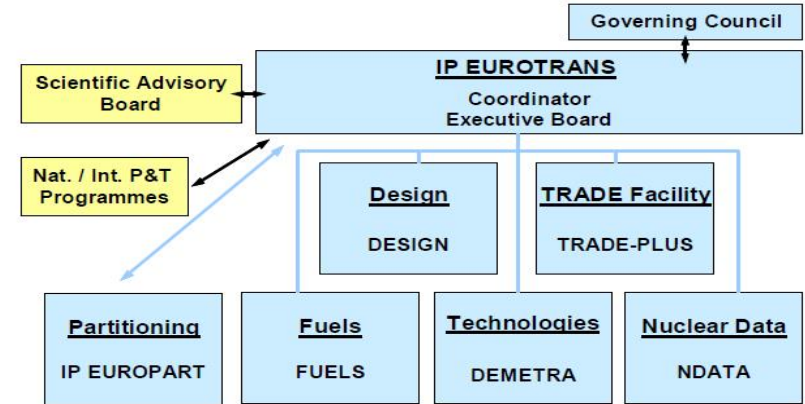 Governing Council
IP EUROTRANS
Coordinator
Executive Board
Scientific Advisory
Board
Nat. / Int. P&T
Programmes
Design
DESIGN
TRADE Facility
TRADE-PLUS
Partitioning
IP EUROPART
Fuels
FUELS
Technologies
DEMETRA
Nuclear Data
NDATA